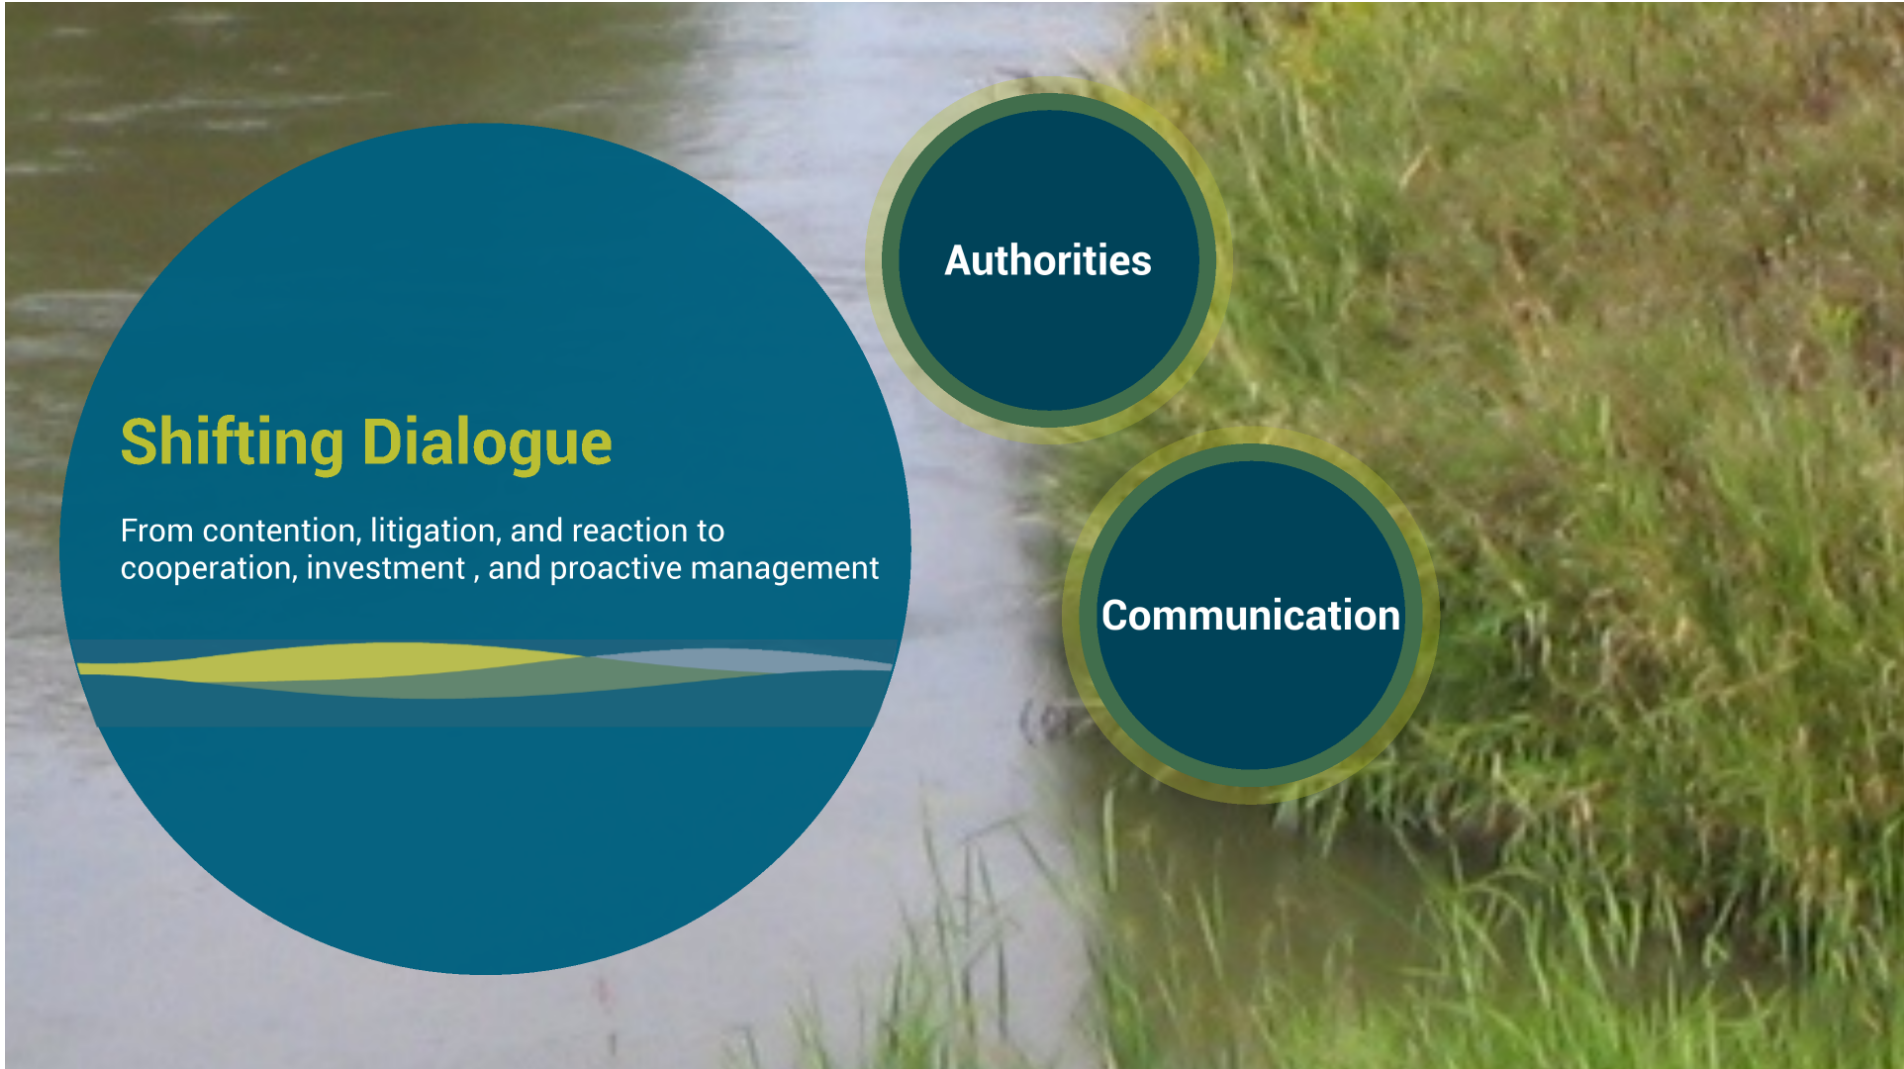 Shifting Dialogue
From contention, litigation, and reaction to
cooperation, investment , and proactive management
Authorities
Communication